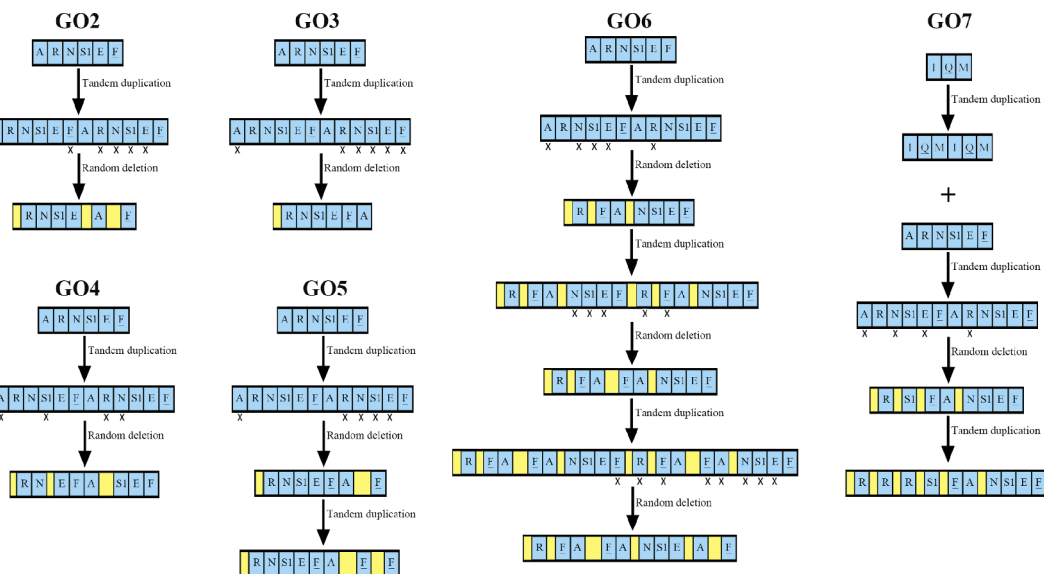 GO2
A R N S1 E F
Tandem duplication
R N S1 E F A R N S1 E F
X X X X X
Random deletion
R N S1 E A F
GO3
A R N S1 E F
Tandem duplication
A R N S1 E F A R N S1 E F
X X X X X X
Random deletion
R N S1 E F A
GO4
A R N S1 E F
Tandem duplication
A R N S1 E F A R N S1 E F
X X X X
Random deletion
R N E F A S1 E F
GO5
A R N S1 E F
Tandem duplication
A R N S1 E F A R N S1 E F
X X X X X
Random deletion
R N S1 E F A F
Tandem duplication
R N S1 E F A F F
GO6
A R N S1 E F
Tandem duplication
A R N S1 E F A R N S1 E F
X X X X X
Random deletion
R F A N S1 E F
Tandem duplication
R F A N S1 E F R F A N S1 E F
X X X X X
Random deletion
R F A F A N S1 E F
Tandem duplication
R F A F A N S1 E F R F A F A N S1 E F
X X X X X X X X
Random deletion
R F A F A N S1 E A F
GO7
I Q M
Tandem duplication
I Q M I Q M
+
A R N S1 E F
Tandem duplication
A R N S1 E F A R N S1 E F
X X X X
Random deletion
R S1 F A N S1 E F
Tandem duplication
R R R S1 F A N S1 E F